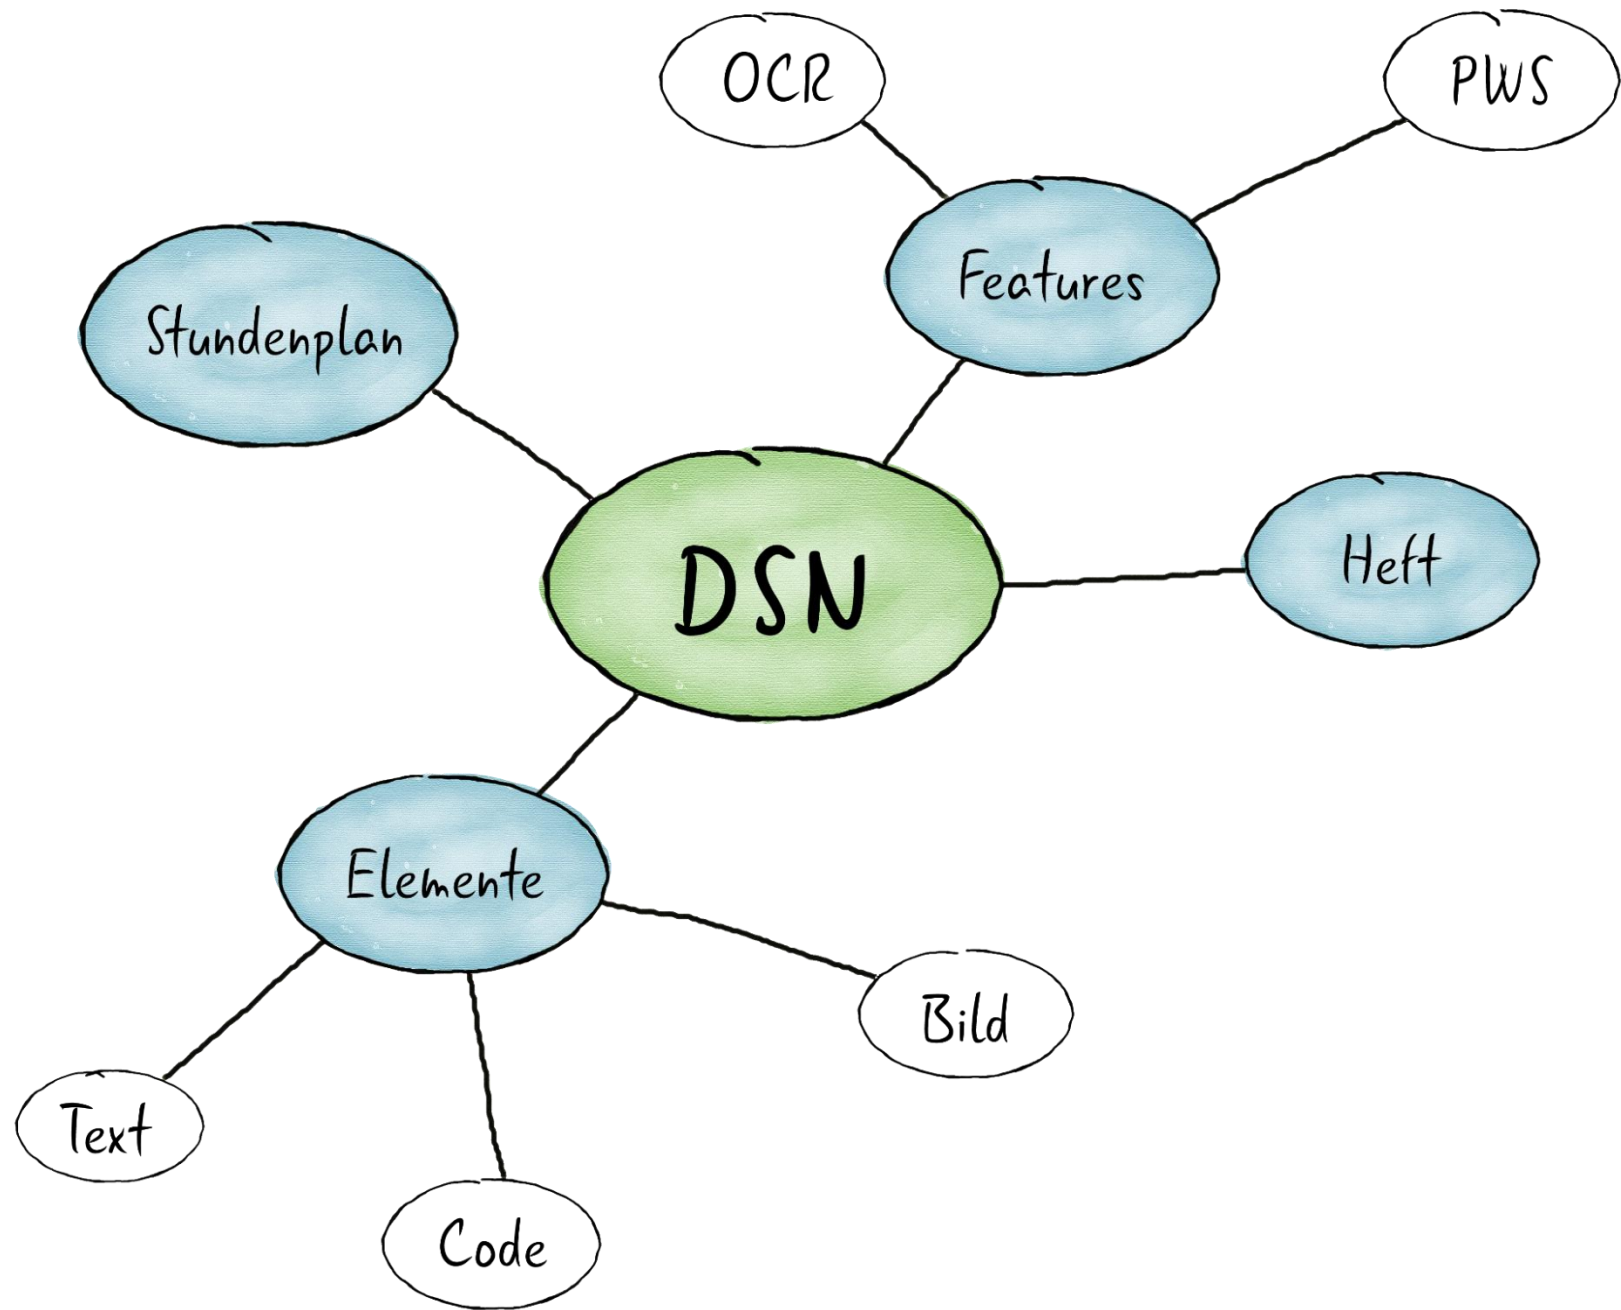 OCR
PWS
Features
Stundenplan
DSN
Heft
Elemente
Bild
Text
Code